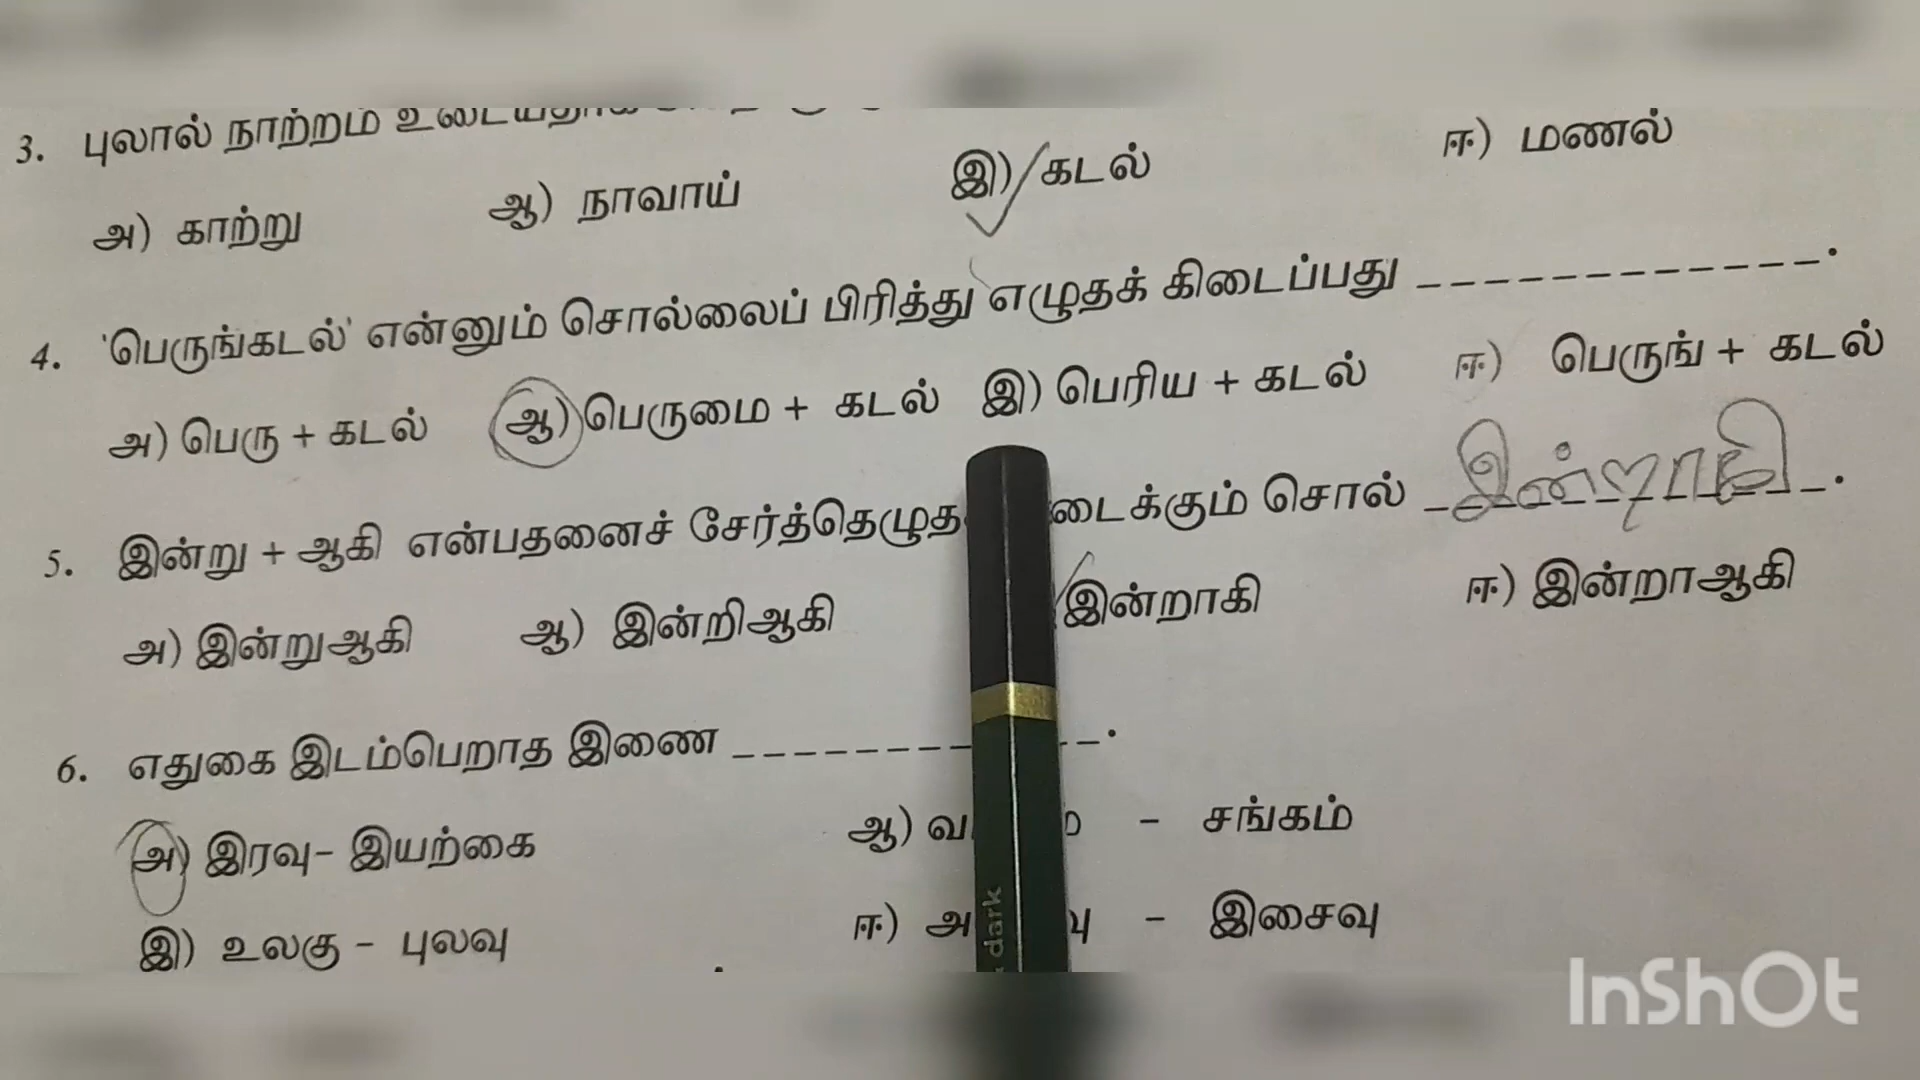 3. புலால் நாற்றம் உடையதாக
அ) காற்று ஆ) நாவாய் இ) கடல் ஈ) மணல்
4. 'பெருங்கடல்' என்னும் சொல்லைப் பிரித்து எழுதக் கிடைப்பது ____________.
அ) பெரு + கடல் ஆ) பெருமை + கடல் இ) பெரிய + கடல் ஈ) பெருங் + கடல்
5. இன்று + ஆகி என்பதனைச் சேர்த்தெழுத டைக்கும் சொல் இன்றாகி.
அ) இன்றுஆகி ஆ) இன்றிஆகி இன்றாகி ஈ) இன்றாஆகி
6. எதுகை இடம்பெறாத இணை ____________.
அ) இரவு - இயற்கை ஆ) வ - சங்கம்
இ) உலகு - புலவு ஈ) அ வு - இசைவு
dark
InShOt